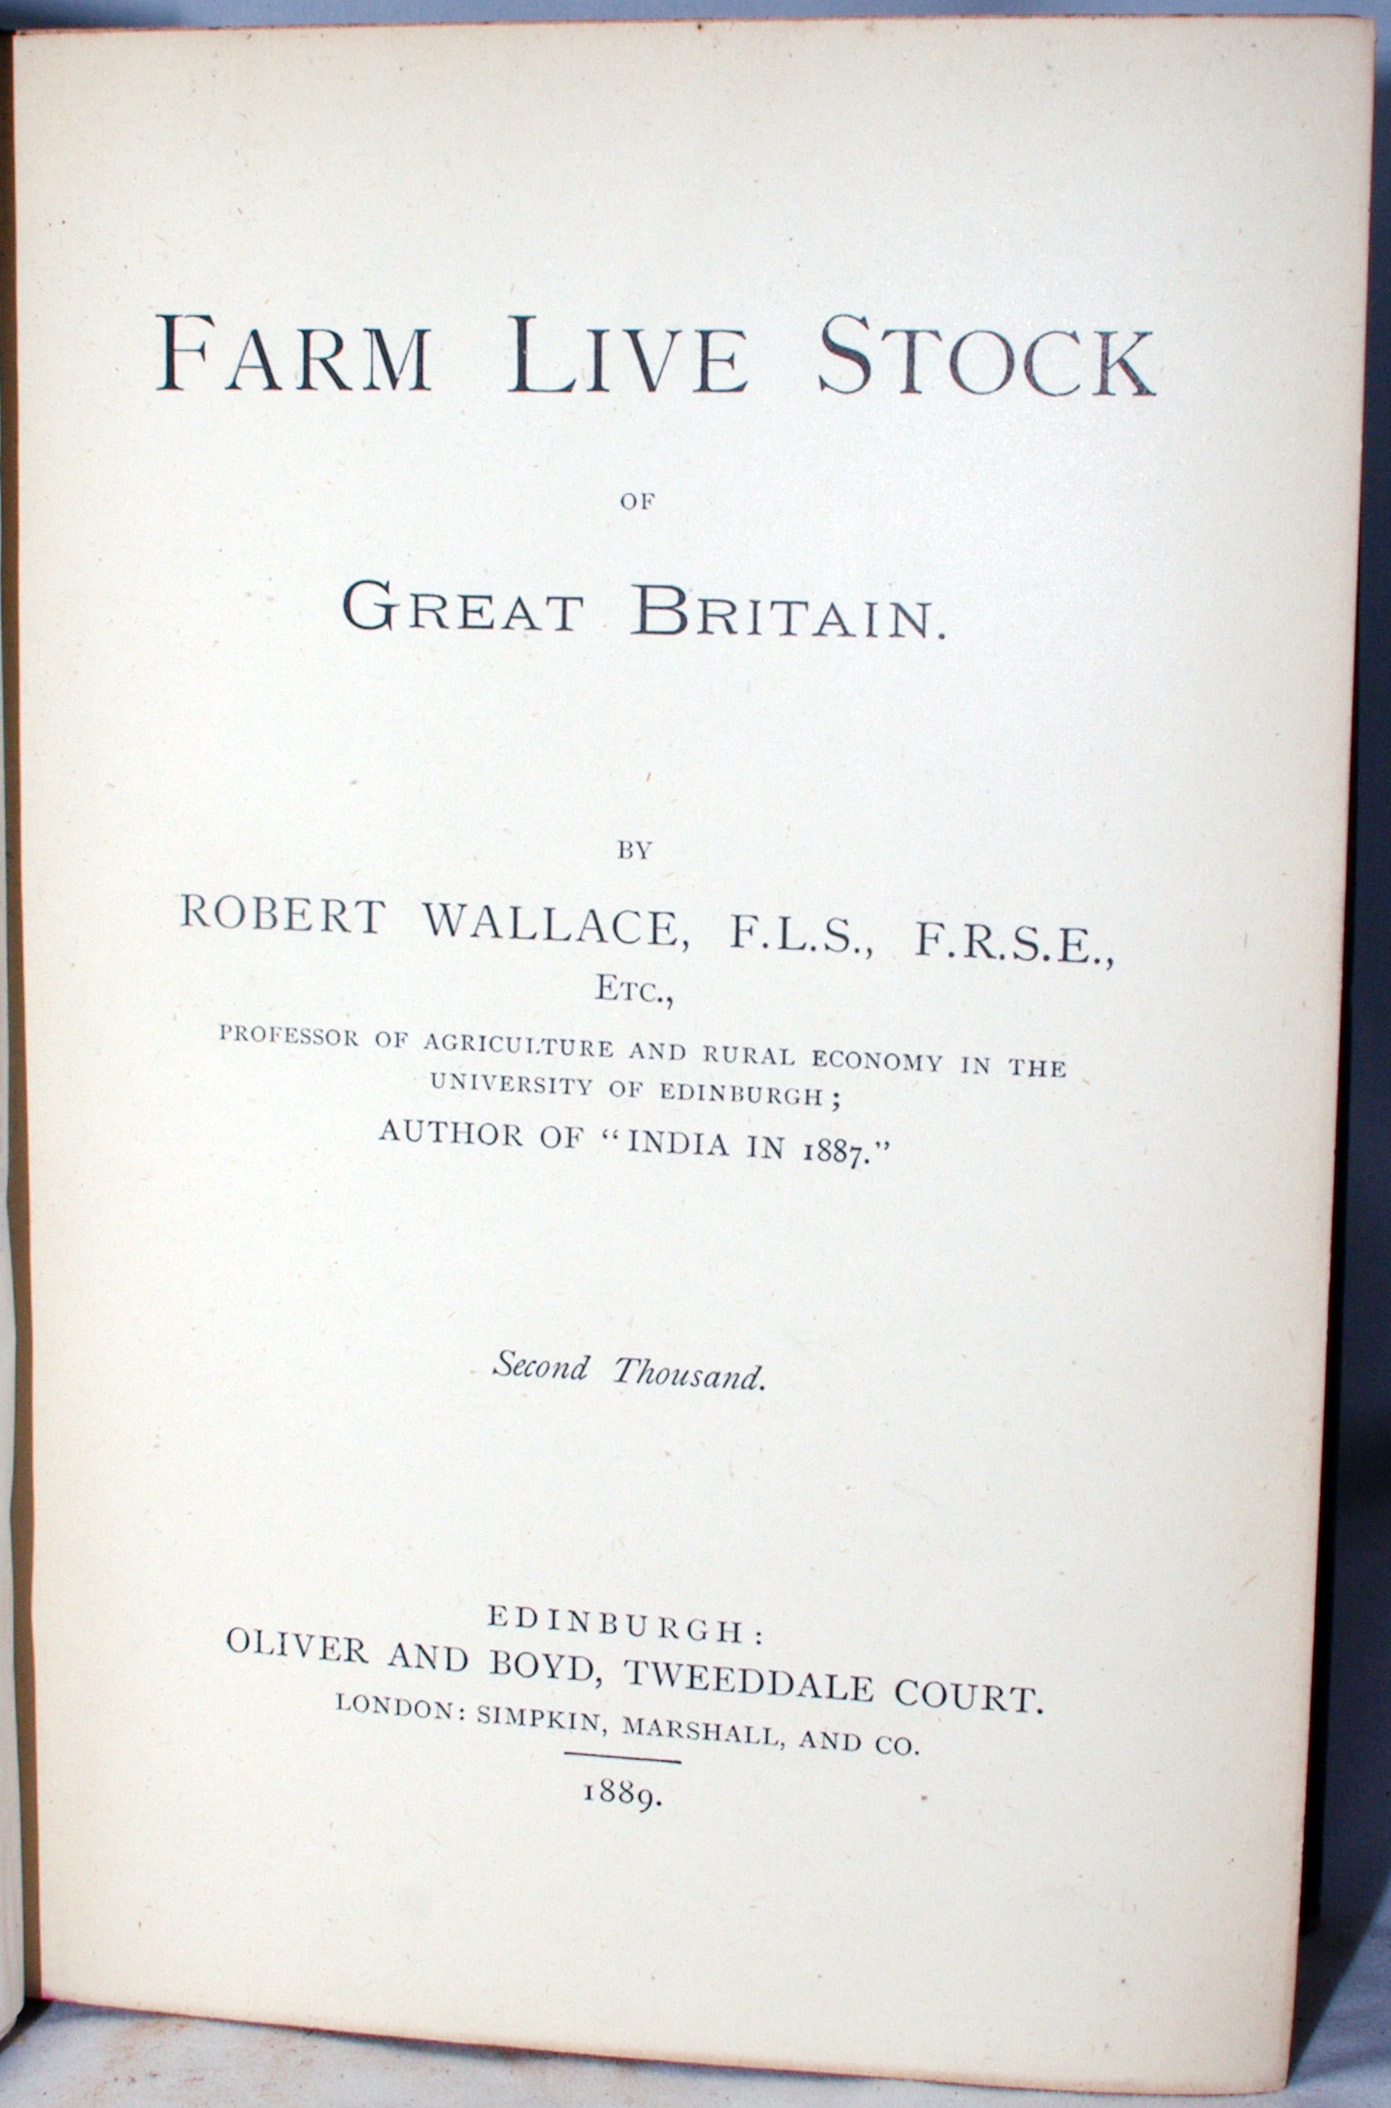 FARM LIVE STOCK
OF
GREAT BRITAIN.
BY
ROBERT WALLACE, F.L.S., F.R.S.E.,
ETC.,
PROFESSOR OF AGRICULTURE AND RURAL ECONOMY IN THE
UNIVERSITY OF EDINBURGH;
AUTHOR OF "INDIA IN 1887."
Second Thousand.
EDINBURGH:
OLIVER AND BOYD, TWEEDDALE COURT.
LONDON: SIMPKIN, MARSHALL, AND CO.
1889.